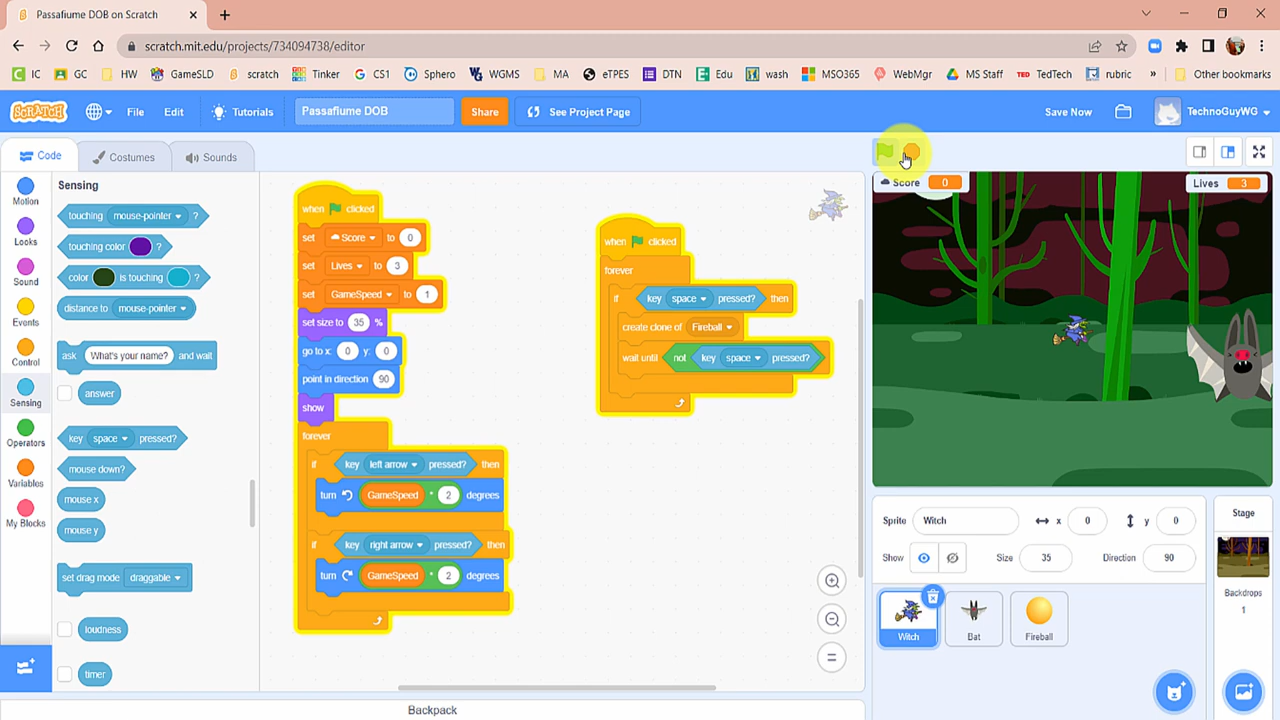 Passafiume DOB on Scratch
scratch.mit.edu/projects/734094738/editor
IC GC HW GameSLD scratch Tinker CS1 Sphero WGMS MA eTPES DTN Edu wash MSO365 WebMgr MS Staff TED TedTech rubric » Other bookmarks
SCRATCH File Edit Tutorials Passafiume DOB Share See Project Page Save Now TechnoGuyWG
Code Costumes Sounds
Motion
Looks
Sound
Events
Control
Sensing
Operators
Variables
My Blocks
Sensing
touching mouse-pointer ?
touching color ?
color is touching ?
distance to mouse-pointer
ask What's your name? and wait
answer
key space pressed?
mouse down?
mouse x
mouse y
set drag mode draggable
loudness
timer
when clicked
set Score to 0
set Lives to 3
set GameSpeed to 1
set size to 35 %
go to x: 0 y: 0
point in direction 90
show
forever
if key left arrow pressed? then
turn GameSpeed * 2 degrees
if key right arrow pressed? then
turn GameSpeed * 2 degrees
when clicked
forever
if key space pressed? then
create clone of Fireball
wait until not key space pressed?
Score 0
Lives 3
Sprite Witch x 0 y 0
Show Size 35 Direction 90
Witch
Bat
Fireball
Stage
Backdrops
1
Backpack